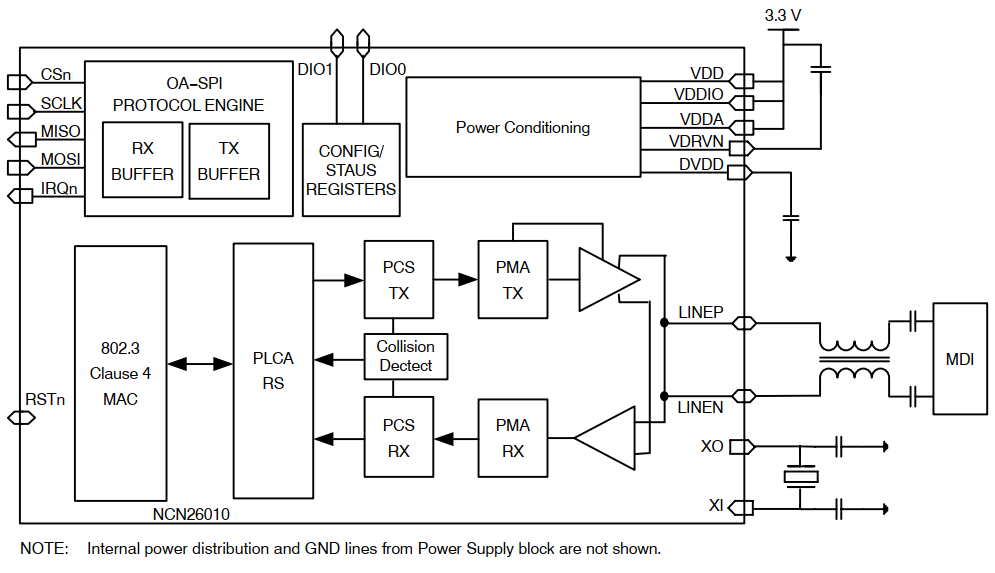 3.3 V
CSn
SCLK
MISO
MOSI
IRQn
OA-SPI
PROTOCOL ENGINE
RX
BUFFER
TX
BUFFER
DIO1
DIO0
CONFIG/
STAUS
REGISTERS
Power Conditioning
VDD
VDDIO
VDDA
VDRVN
DVDD
802.3
Clause 4
MAC
RSTn
PLCA
RS
PCS
TX
PMA
TX
Collision
Dectect
PCS
RX
PMA
RX
LINEP
LINEN
MDI
XO
XI
NCN26010
NOTE: Internal power distribution and GND lines from Power Supply block are not shown.